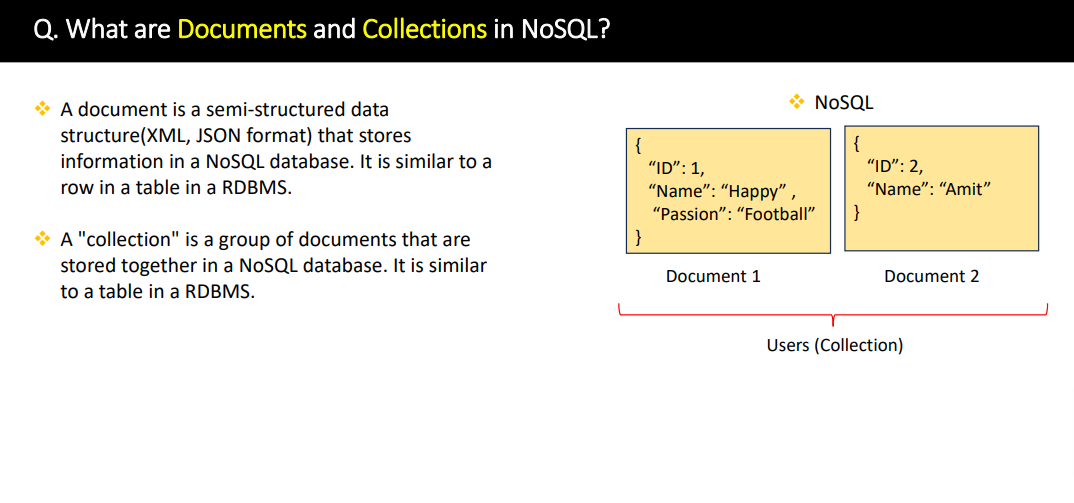 Q. What are Documents and Collections in NoSQL?
A document is a semi-structured data
structure(XML, JSON format) that stores
information in a NoSQL database. It is similar to a
row in a table in a RDBMS.
A "collection" is a group of documents that are
stored together in a NoSQL database. It is similar
to a table in a RDBMS.
NoSQL
{
“ID”: 1,
“Name”: “Happy” ,
“Passion”: “Football”
}
Document 1
{
“ID”: 2,
“Name”: “Amit”
}
Document 2
Users (Collection)